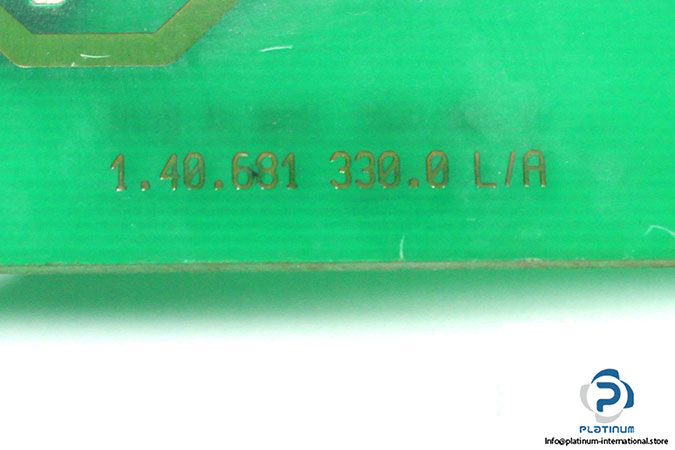 1.40.681 330.0 L/A
PLATINUM
Info@platinum-international.store